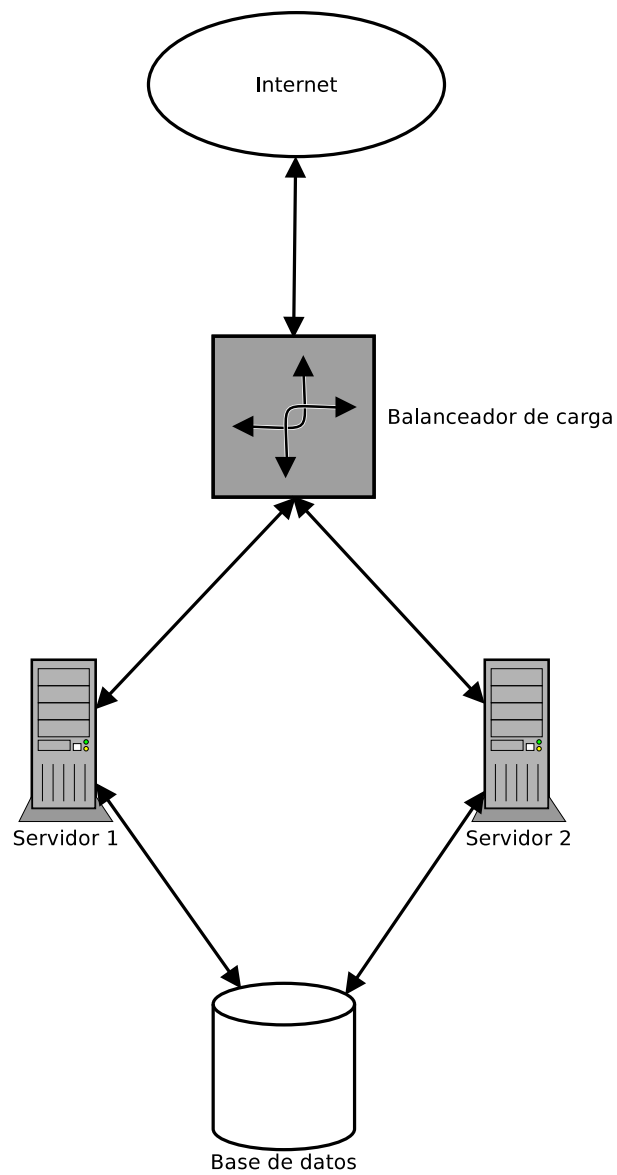 Internet
Balanceador de carga
Servidor 1
Servidor 2
Base de datos